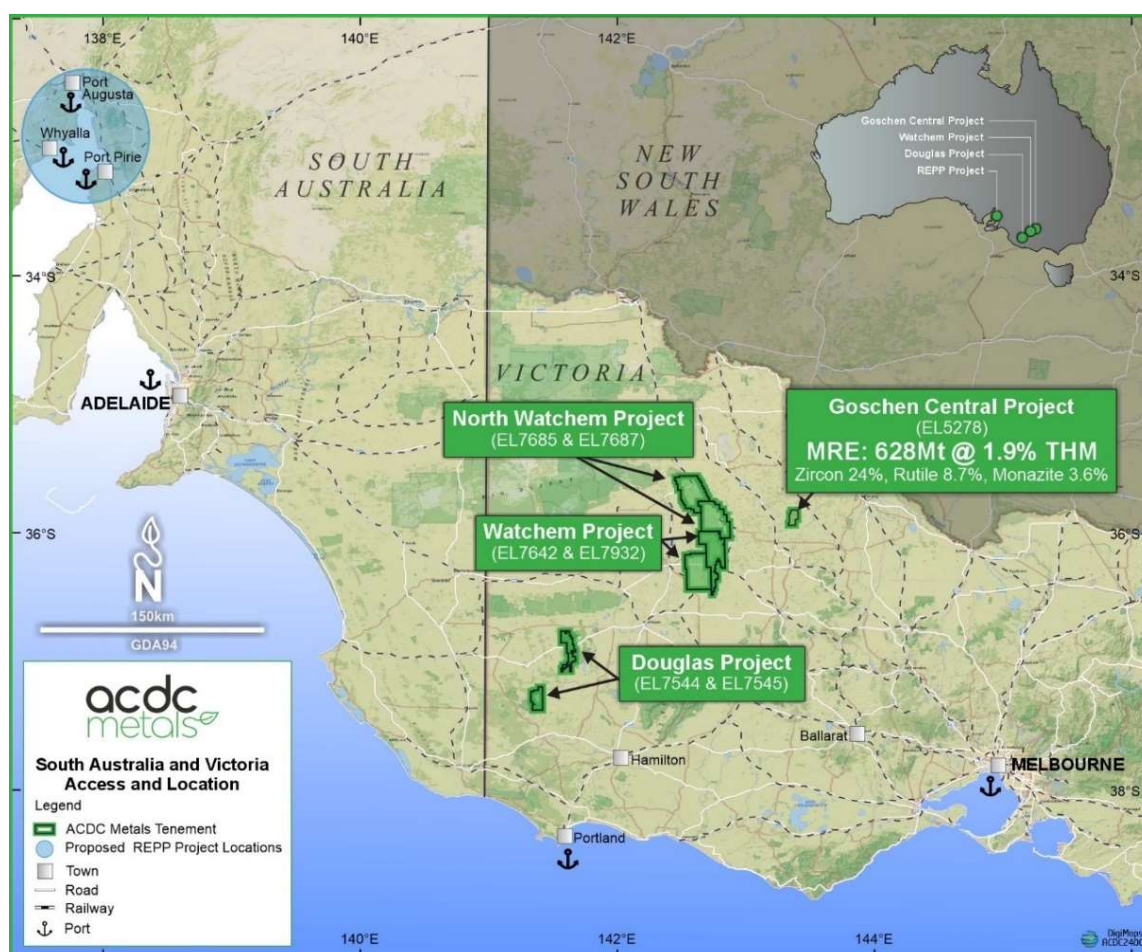 138°E
140°E
142°E
Port
Augusta
Whyalla
Port Pirie
SOUTH
AUSTRALIA
NEW
SOUTH
WALES
Goschen Central Project
Watchem Project
Douglas Project
REPP Project
34°S
34°S
ADELAIDE
VICTORIA
North Watchem Project
(EL7685 & EL7687)
Goschen Central Project
(EL5278)
MRE: 628Mt @ 1.9% THM
Zircon 24%, Rutile 8.7%, Monazite 3.6%
36°S
36°S
Watchem Project
(EL7642 & EL7932)
N
150km
GDA94
Douglas Project
(EL7544 & EL7545)
acdc
metals
South Australia and Victoria
Access and Location
Legend
ACDC Metals Tenement
Proposed REPP Project Locations
Town
Road
Railway
Port
Hamilton
Ballarat
MELBOURNE
38°S
Portland
140°E
142°E
144°E
DigiMaps